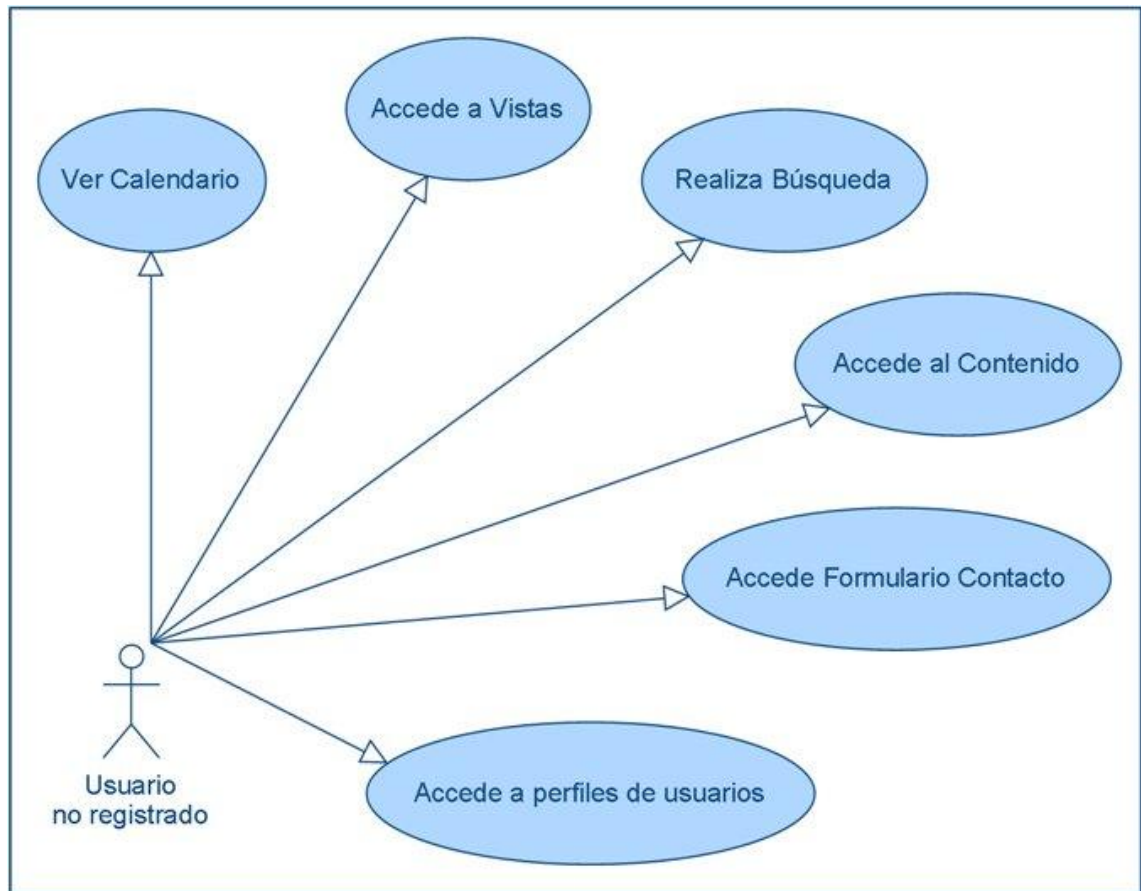 Accede a Vistas
Ver Calendario
Realiza Búsqueda
Accede al Contenido
Accede Formulario Contacto
Usuario
no registrado
Accede a perfiles de usuarios